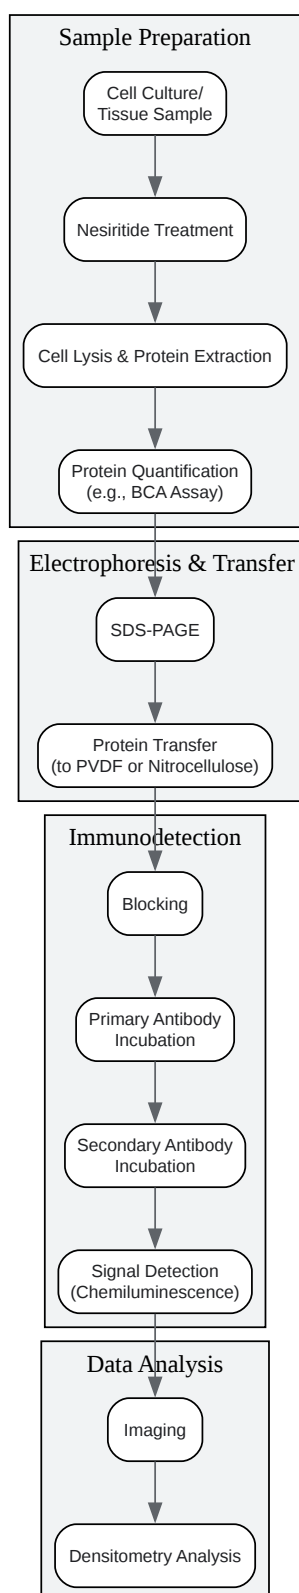 Sample Preparation
Cell Culture/
Tissue Sample
Nesiritide Treatment
Cell Lysis & Protein Extraction
Protein Quantification
(e.g., BCA Assay)
Electrophoresis & Transfer
SDS-PAGE
Protein Transfer
(to PVDF or Nitrocellulose)
Immunodetection
Blocking
Primary Antibody
Incubation
Secondary Antibody
Incubation
Signal Detection
(Chemiluminescence)
Data Analysis
Imaging
Densitometry Analysis